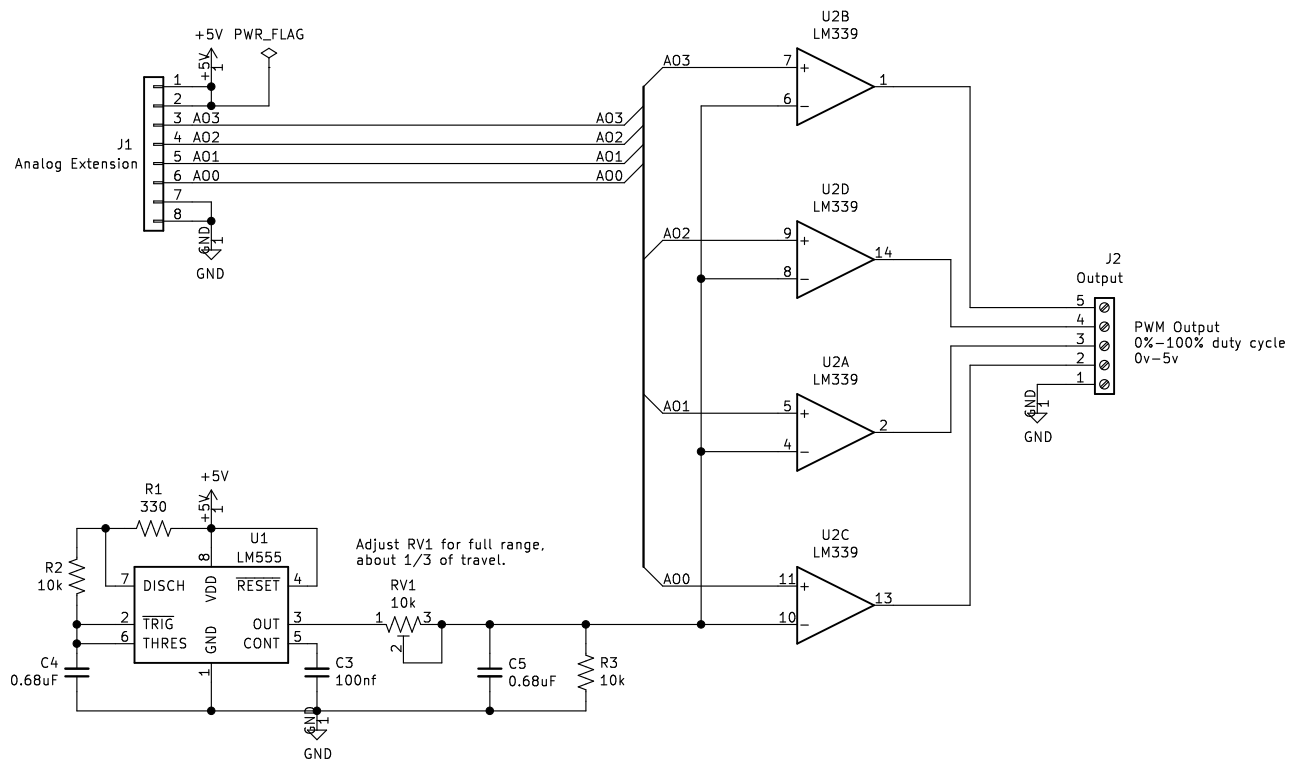 +5V PWR_FLAG
+5V
1
1
2
3 AO3
4 AO2
5 AO1
6 AO0
7
8
J1
Analog Extension
GND
1
GND
AO3
AO2
AO1
AO0
AO3
AO2
AO1
AO0
U2B
LM339
7
+
6
−
1
U2D
LM339
9
+
8
−
14
U2A
LM339
5
+
4
−
2
U2C
LM339
11
+
10
−
13
J2
Output
5
4
3
2
1
PWM Output
0%−100% duty cycle
0v−5v
GND
1
GND
+5V
+5V
1
R1
330
R2
10k
U1
LM555
8
7 DISCH
VDD
RESET 4
2 TRIG
6 THRES
GND
OUT 3
CONT 5
1
C4
0.68uF
C3
100nf
GND
1
GND
Adjust RV1 for full range,
about 1/3 of travel.
RV1
10k
1
3
2
C5
0.68uF
R3
10k